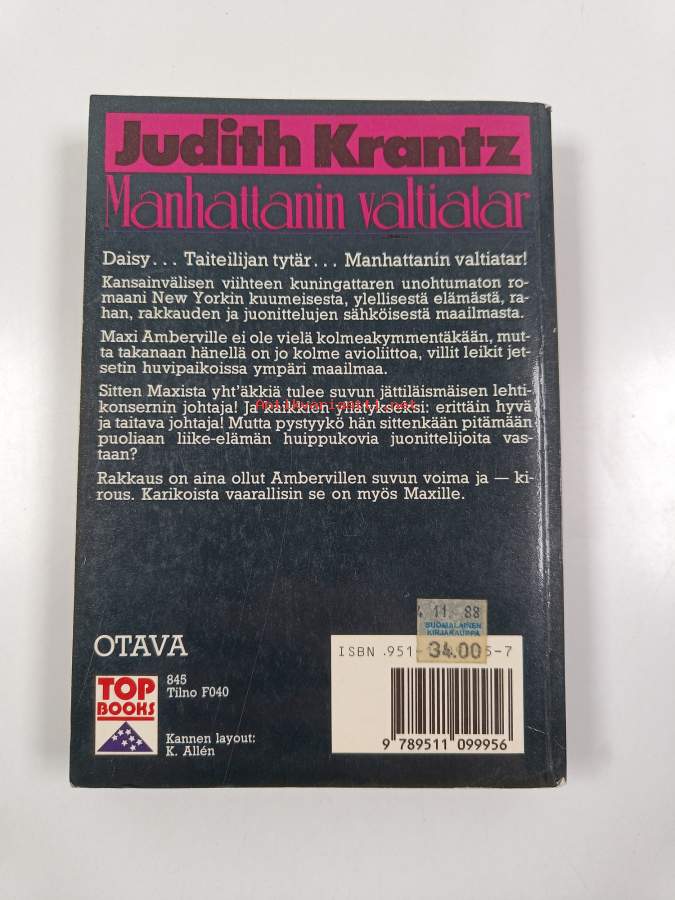 Judith Krantz
Manhattanin valtiatar
Daisy... Taiteilijan tytär... Manhattanin valtiatar!
Kansainvälisen viihteen kuningattaren unohtumaton ro-
maani New Yorkin kuumeisesta, ylellisestä elämästä, ra-
han, rakkauden ja juonittelujen sähköisestä maailmasta.
Maxi Amberville ei ole vielä kolmeakymmentäkään, mut-
ta takanaan hänellä on jo kolme avioliittoa, villit leikit jet-
setin huvipaikoissa ympäri maailmaa.
Sitten Maxista yht'äkkiä tulee suvun jättiläismäisen lehti-
konsernin johtaja! Ja kaikkien yllätykseksi: erittäin hyvä
Antikvariaatti.net
ja taitava johtaja! Mutta pystyykö hän sittenkään pitämään
puoliaan liike-elämän huippukovia juonittelijoita vas-
taan?
Rakkaus on aina ollut Ambervillen suvun voima ja — ki-
rous. Karikoista vaarallisin se on myös Maxille.
11. 88
SUOMALAINEN
KIRJAKAUPPA
34.00
OTAVA
ISBN 951- 5-7
TOP
BOOKS
845
Tilno F040
Kannen layout:
K. Allén
9 789511 099956